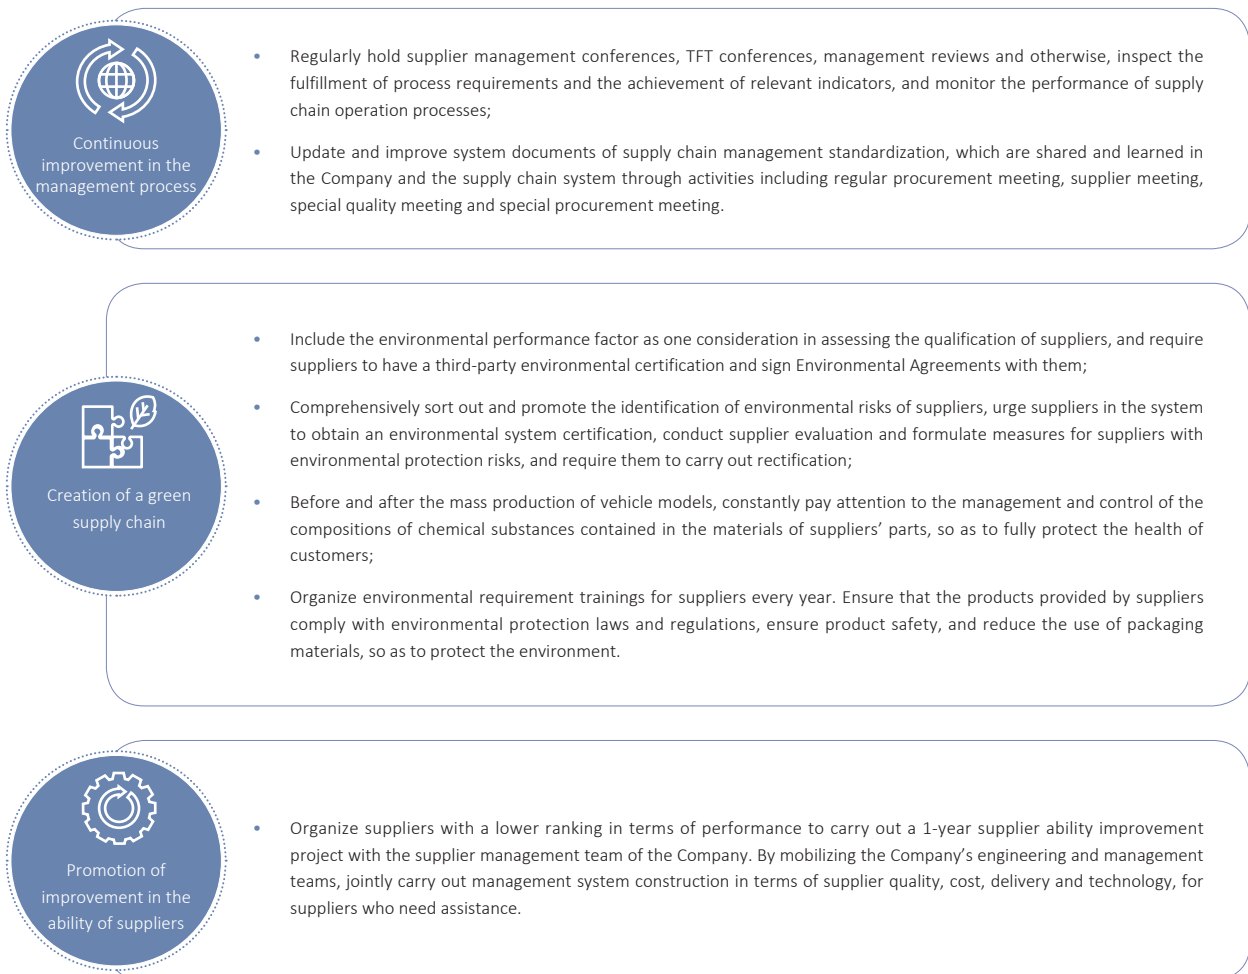 Continuous
improvement in the
management process
• Regularly hold supplier management conferences, TFT conferences, management reviews and otherwise, inspect the
fulfillment of process requirements and the achievement of relevant indicators, and monitor the performance of supply
chain operation processes;
• Update and improve system documents of supply chain management standardization, which are shared and learned in
the Company and the supply chain system through activities including regular procurement meeting, supplier meeting,
special quality meeting and special procurement meeting.
Creation of a green
supply chain
• Include the environmental performance factor as one consideration in assessing the qualification of suppliers, and require
suppliers to have a third-party environmental certification and sign Environmental Agreements with them;
• Comprehensively sort out and promote the identification of environmental risks of suppliers, urge suppliers in the system
to obtain an environmental system certification, conduct supplier evaluation and formulate measures for suppliers with
environmental protection risks, and require them to carry out rectification;
• Before and after the mass production of vehicle models, constantly pay attention to the management and control of the
compositions of chemical substances contained in the materials of suppliers’ parts, so as to fully protect the health of
customers;
• Organize environmental requirement trainings for suppliers every year. Ensure that the products provided by suppliers
comply with environmental protection laws and regulations, ensure product safety, and reduce the use of packaging
materials, so as to protect the environment.
Promotion of
improvement in the
ability of suppliers
• Organize suppliers with a lower ranking in terms of performance to carry out a 1-year supplier ability improvement
project with the supplier management team of the Company. By mobilizing the Company’s engineering and management
teams, jointly carry out management system construction in terms of supplier quality, cost, delivery and technology, for
suppliers who need assistance.